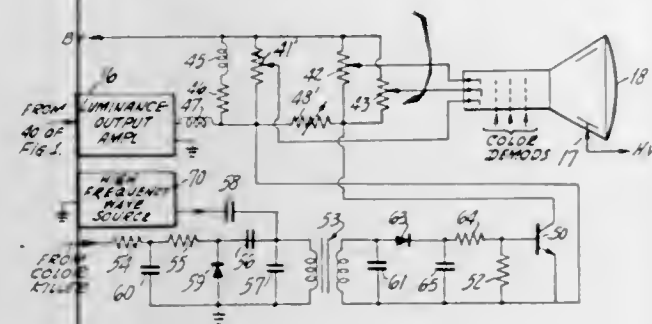 B
16
45
41'
42
46
47
48'
43
18
FROM
40 OF
FIG 1.
LUMINANCE
OUTPUT
AMPL
COLOR
DEMODS
17
HV
HIGH
FREQUENCY
WAVE
SOURCE
70
58
53
63
64
50
FROM
COLOR
KILLER
54
55
56
60
59
57
61
65
52